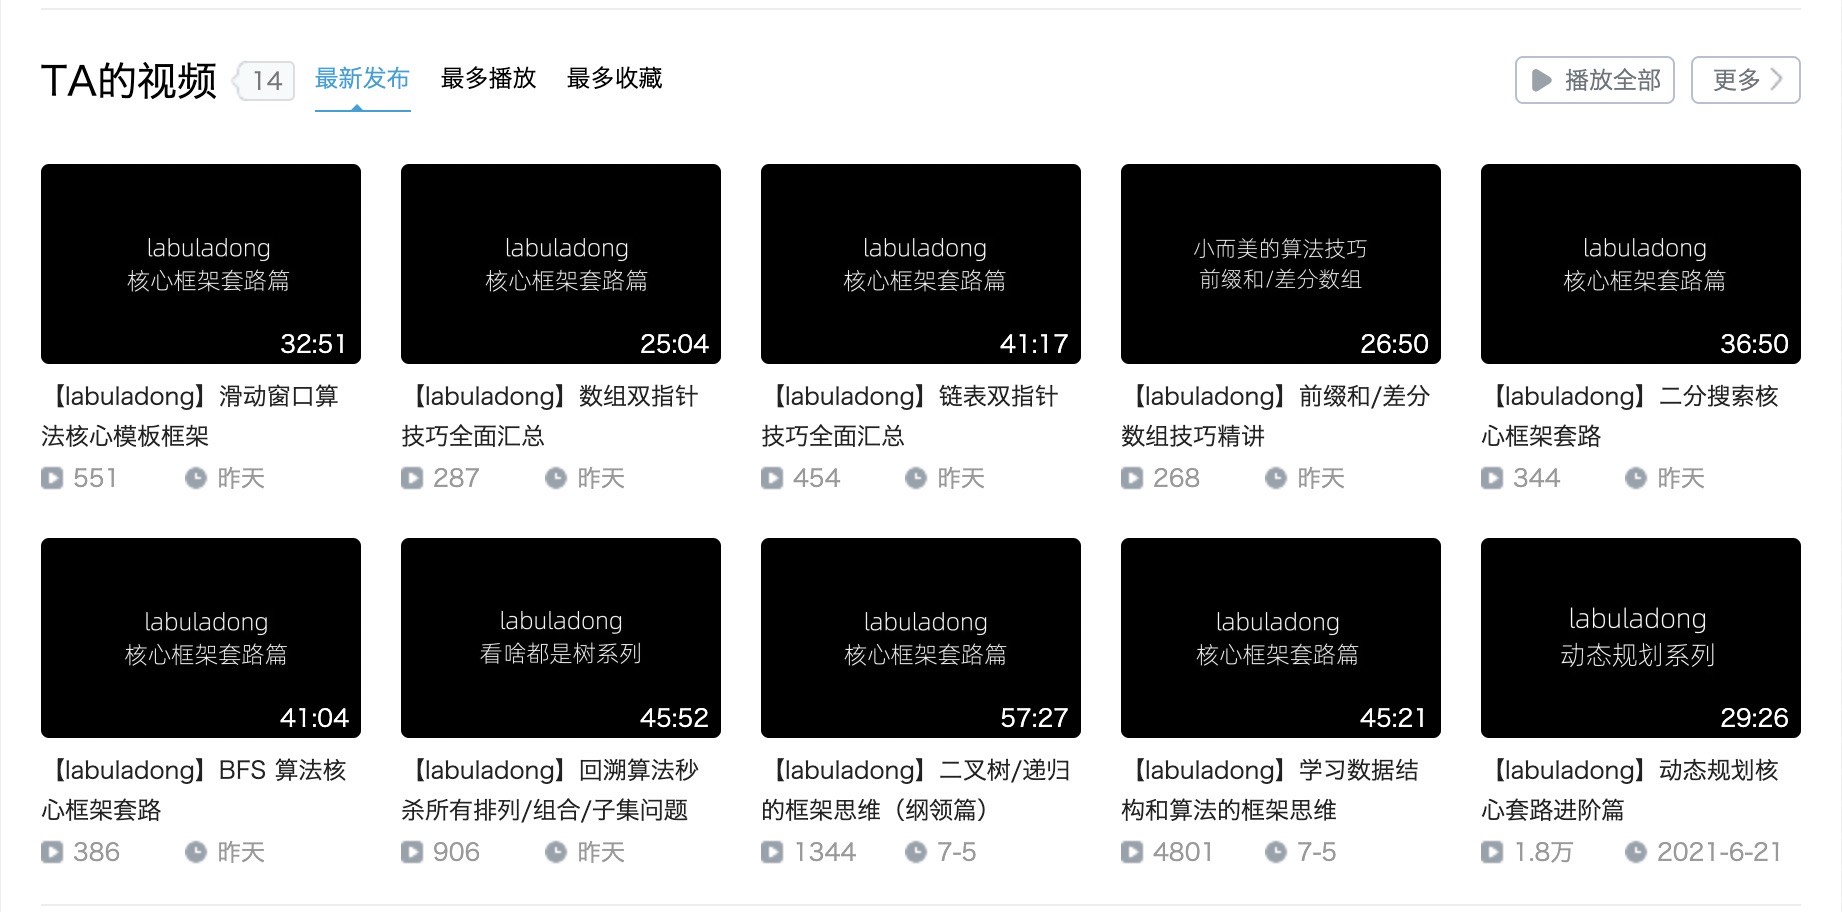 TA的视频 14 最新发布 最多播放 最多收藏 播放全部 更多
labuladong
核心框架套路篇
32:51
【labuladong】滑动窗口算
法核心模板框架
551 昨天
labuladong
核心框架套路篇
25:04
【labuladong】数组双指针
技巧全面汇总
287 昨天
labuladong
核心框架套路篇
41:17
【labuladong】链表双指针
技巧全面汇总
454 昨天
小而美的算法技巧
前缀和/差分数组
26:50
【labuladong】前缀和/差分
数组技巧精讲
268 昨天
labuladong
核心框架套路篇
36:50
【labuladong】二分搜索核
心框架套路
344 昨天
labuladong
核心框架套路篇
41:04
【labuladong】BFS 算法核
心框架套路
386 昨天
labuladong
看啥都是树系列
45:52
【labuladong】回溯算法秒
杀所有排列/组合/子集问题
906 昨天
labuladong
核心框架套路篇
57:27
【labuladong】二叉树/递归
的框架思维（纲领篇）
1344 7-5
labuladong
核心框架套路篇
45:21
【labuladong】学习数据结
构和算法的框架思维
4801 7-5
labuladong
动态规划系列
29:26
【labuladong】动态规划核
心套路进阶篇
1.8万 2021-6-21